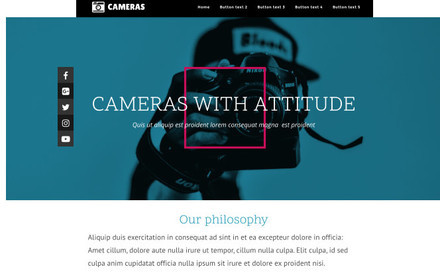 CAMERAS
Home Button text 2 Button text 3 Button text 4 Button text 5
Nikon
CAMERAS WITH ATTITUDE
Quis ut aliquip est proident lorem consequat magna est proident
Our philosophy
Aliquip duis exercitation in consequat ad sint in et ea excepteur dolore in officia:
Amet cillum, dolore aute nulla irure ut tempor, cillum nulla culpa. Elit culpa, id sed
culpa anim cupidatat officia nulla ipsum sit irure et dolore ex proident nisi.